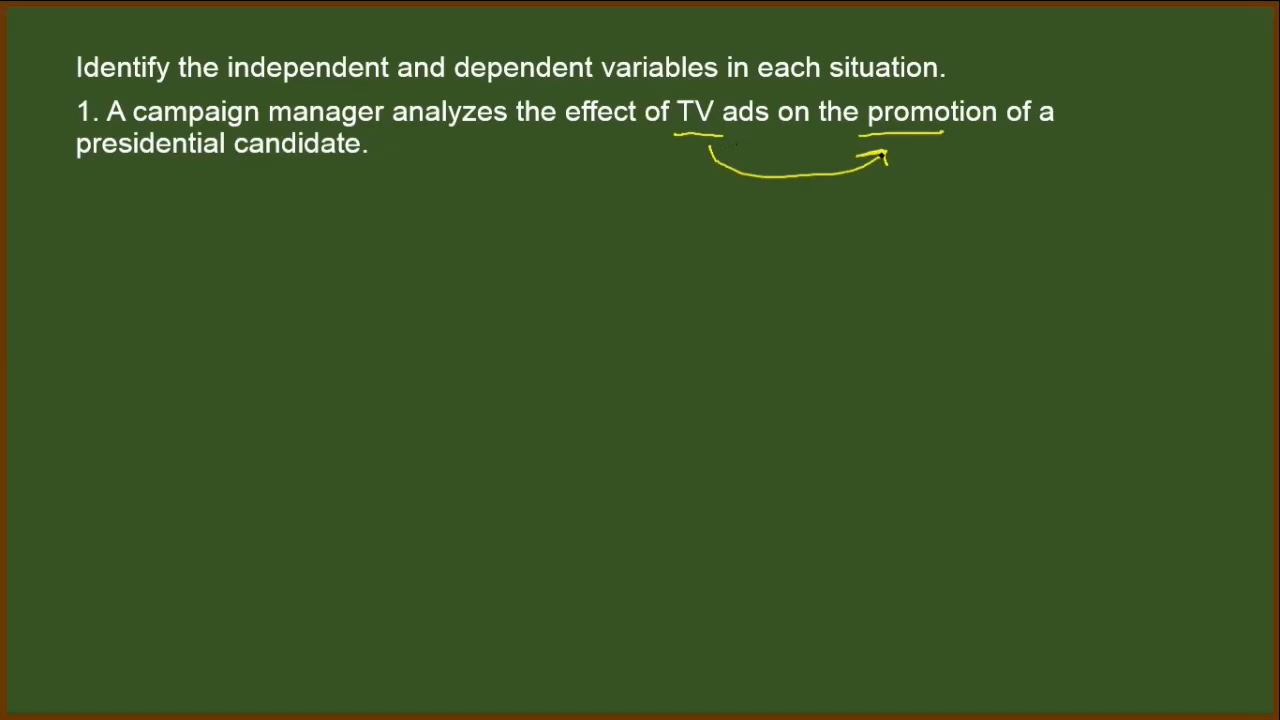 Identify the independent and dependent variables in each situation.
1. A campaign manager analyzes the effect of TV ads on the promotion of a
presidential candidate.